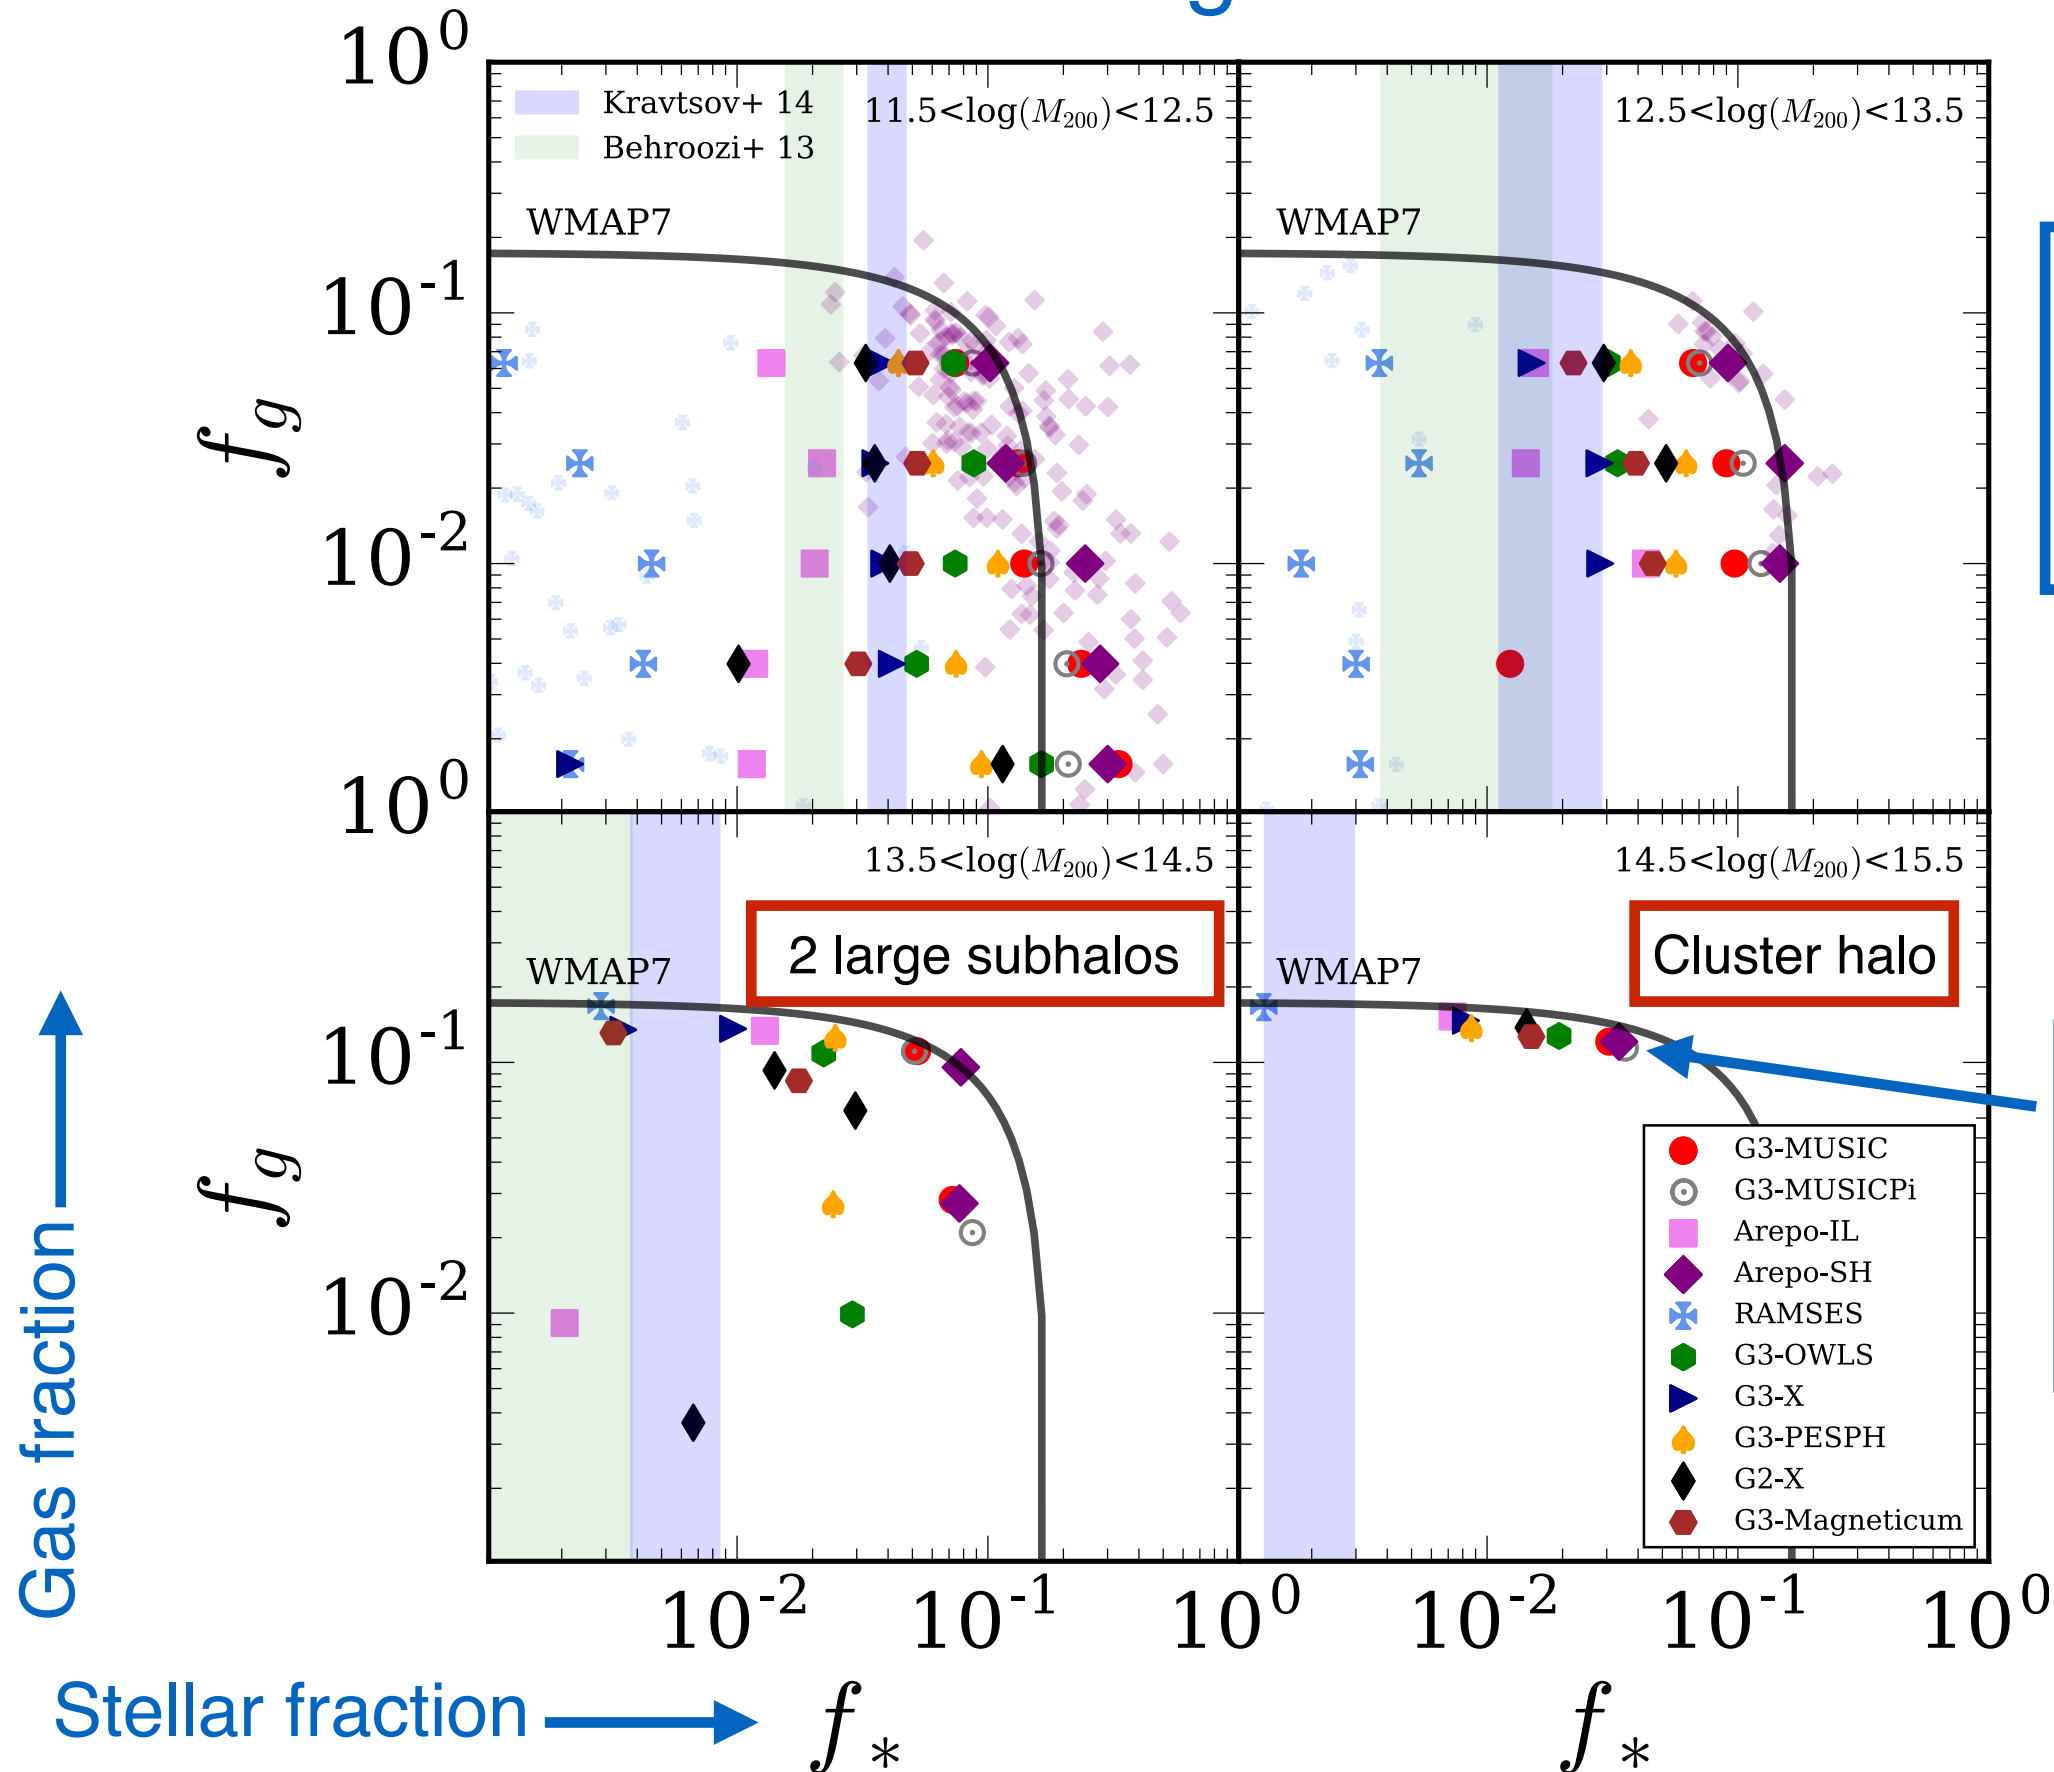 g
10^0
Kravtsov+ 14
Behroozi+ 13
11.5<log(M_200)<12.5
12.5<log(M_200)<13.5
WMAP7
WMAP7
10^-1
f_g
10^-2
10^0
13.5<log(M_200)<14.5
14.5<log(M_200)<15.5
2 large subhalos
Cluster halo
WMAP7
WMAP7
10^-1
f_g
10^-2
G3-MUSIC
G3-MUSICPi
Arepo-IL
Arepo-SH
RAMSES
G3-OWLS
G3-X
G3-PESPH
G2-X
G3-Magneticum
Gas fraction
10^-2 10^-1 10^0 10^-2 10^-1 10^0
Stellar fraction
f_* f_*